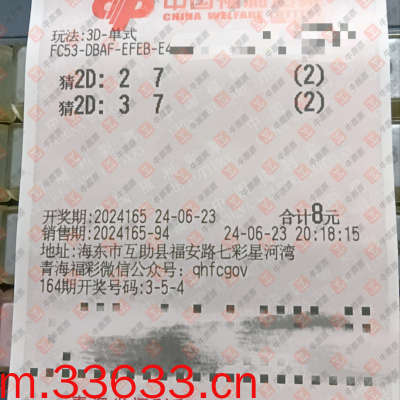 中国福利彩票
CHINA WELFARE LOTTERY
玩法:3D-单式
FC53-DBAF-EFEB-E4
猜2D: 2 7 (2)
猜2D: 3 7 (2)
开奖期:2024165 24-06-23 合计8元
销售期:2024165-94 24-06-23 20:18:15
地址:海东市互助县福安路七彩星河湾
青海福彩微信公众号: qhfcgov
164期开奖号码:3-5-4
m.33633.cn